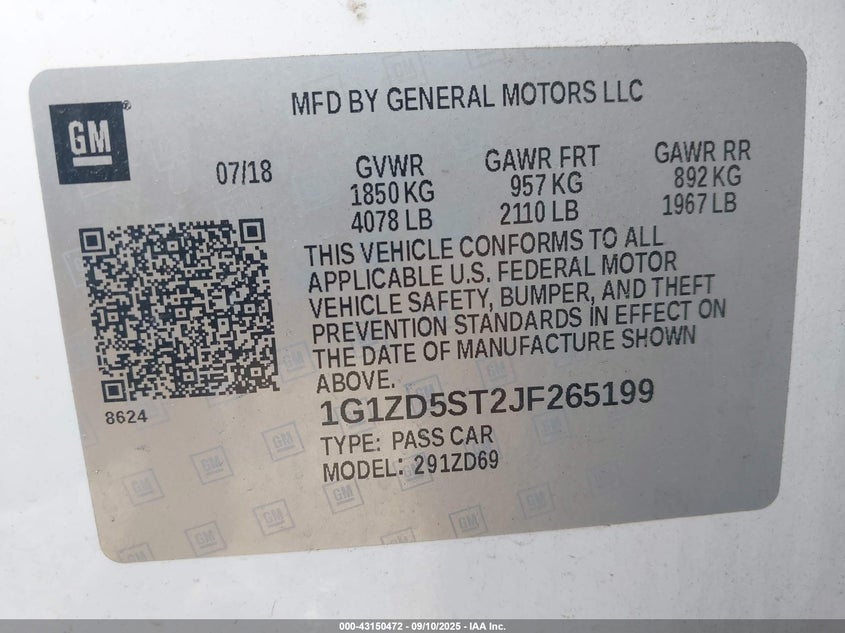 MFD BY GENERAL MOTORS LLC
GM
07/18
GVWR
1850 KG
4078 LB
GAWR FRT
957 KG
2110 LB
GAWR RR
892 KG
1967 LB
THIS VEHICLE CONFORMS TO ALL
APPLICABLE U.S. FEDERAL MOTOR
VEHICLE SAFETY, BUMPER, AND THEFT
PREVENTION STANDARDS IN EFFECT ON
THE DATE OF MANUFACTURE SHOWN
ABOVE.
8624
1G1ZD5ST2JF265199
TYPE: PASS CAR
MODEL: 291ZD69
000-43150472 — 09/10/2025 — IAA Inc.